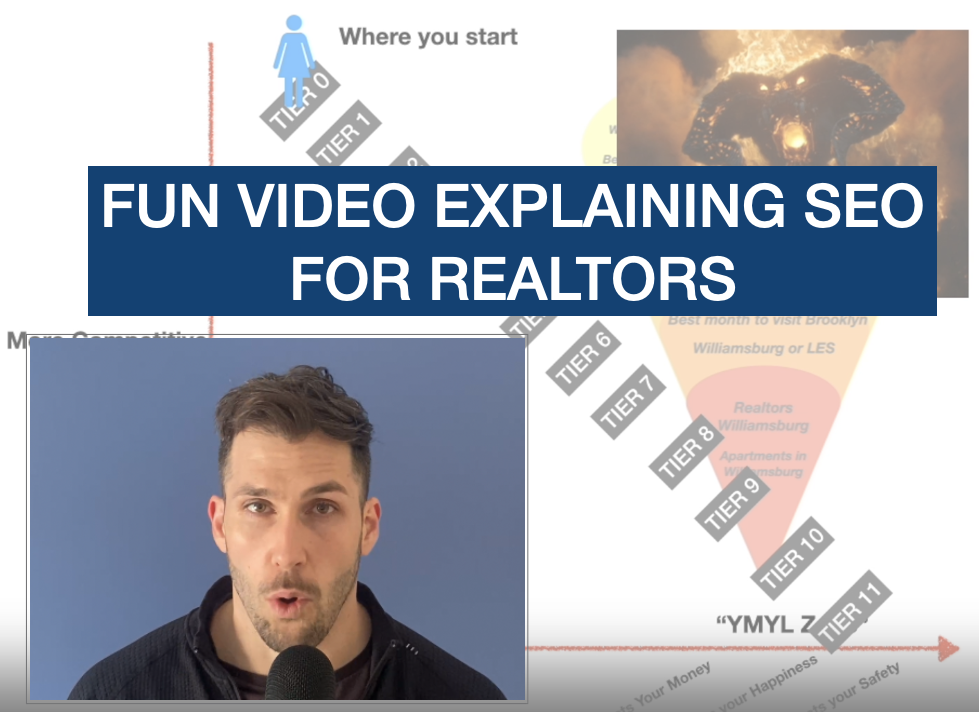 Where you start
TIER 0
TIER 1
FUN VIDEO EXPLAINING SEO
FOR REALTORS
Best month to visit Brooklyn
Williamsburg or LES
TIER 6
TIER 7
Realtors
Williamsburg
TIER 8
Apartments in
Williamsburg
TIER 9
TIER 10
TIER 11
“YMYL Z
Your Money
your Happiness
your Safety